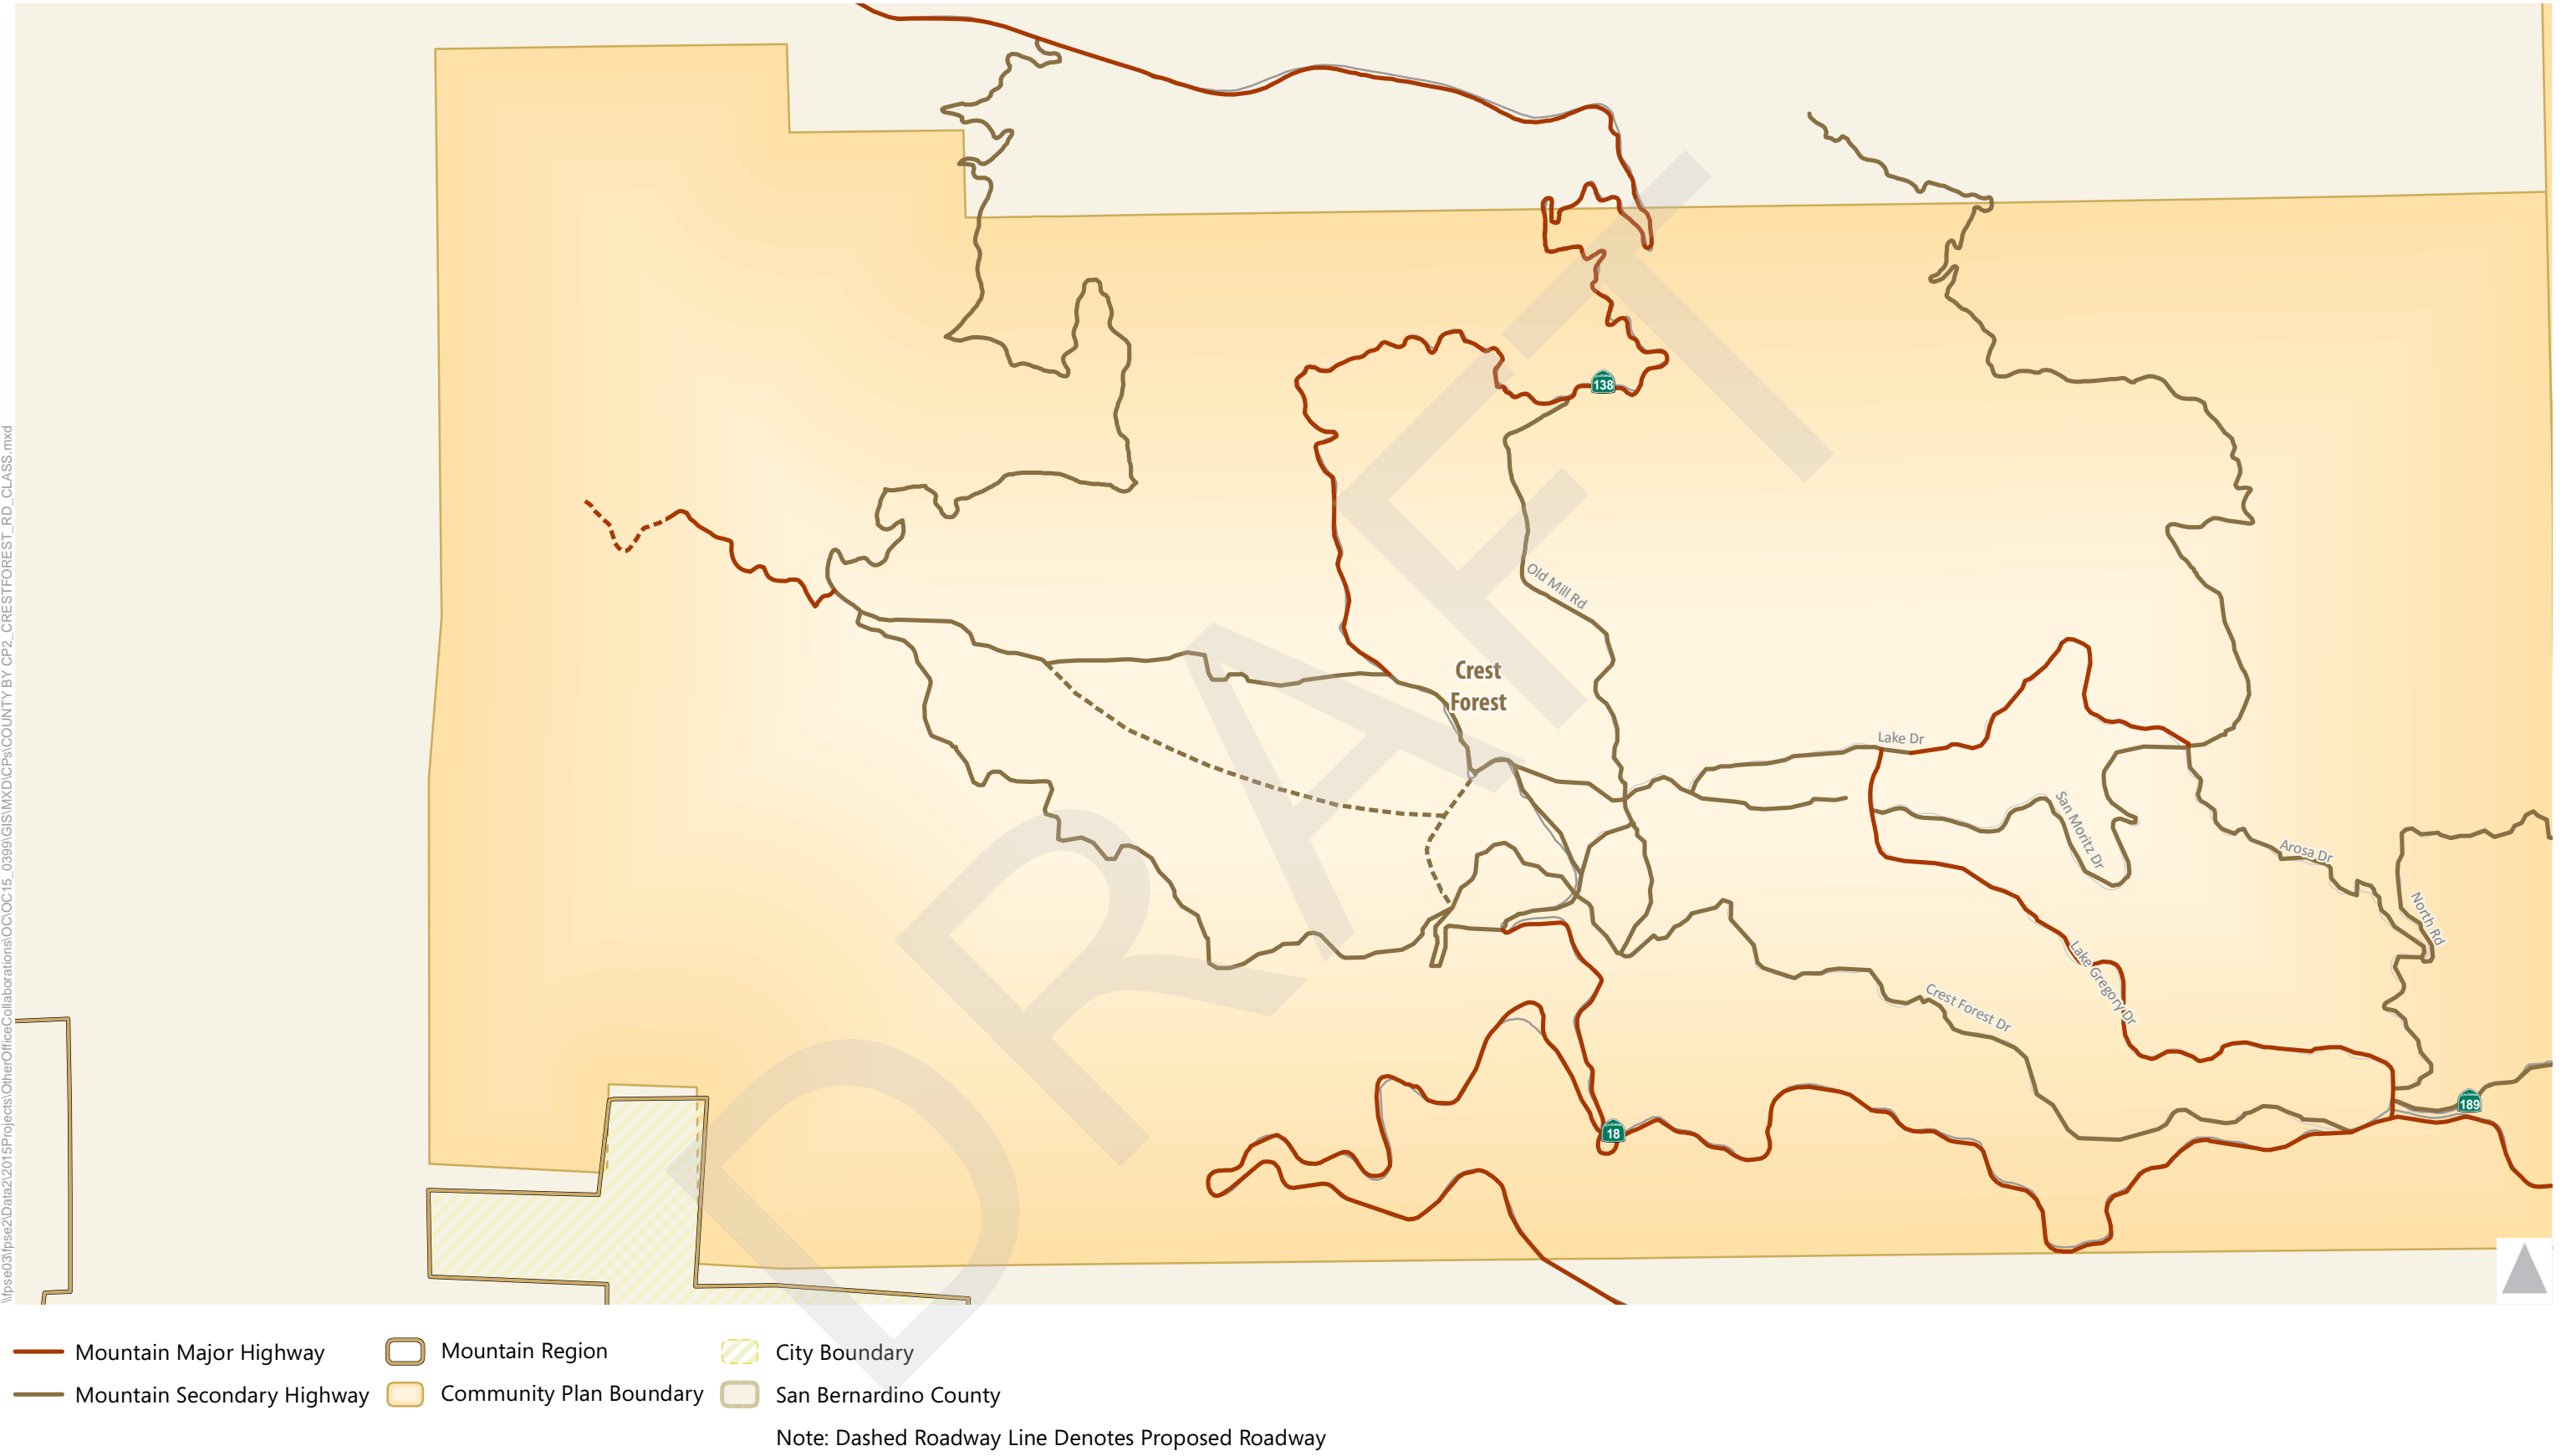 \\fpse03\fpse2\Data2\2015Projects\OtherOfficeCollaborations\OC\OC15_0399\GIS\MXD\CPs\COUNTY BY CP2_CRESTFOREST_RD_CLASS.mxd
138
Old Mill Rd
Crest
Forest
Lake Dr
San Moritz Dr
Arosa Dr
North Rd
Lake Gregory Dr
Crest Forest Dr
189
18
DRAFT
Mountain Major Highway
Mountain Region
City Boundary
Mountain Secondary Highway
Community Plan Boundary
San Bernardino County
Note: Dashed Roadway Line Denotes Proposed Roadway